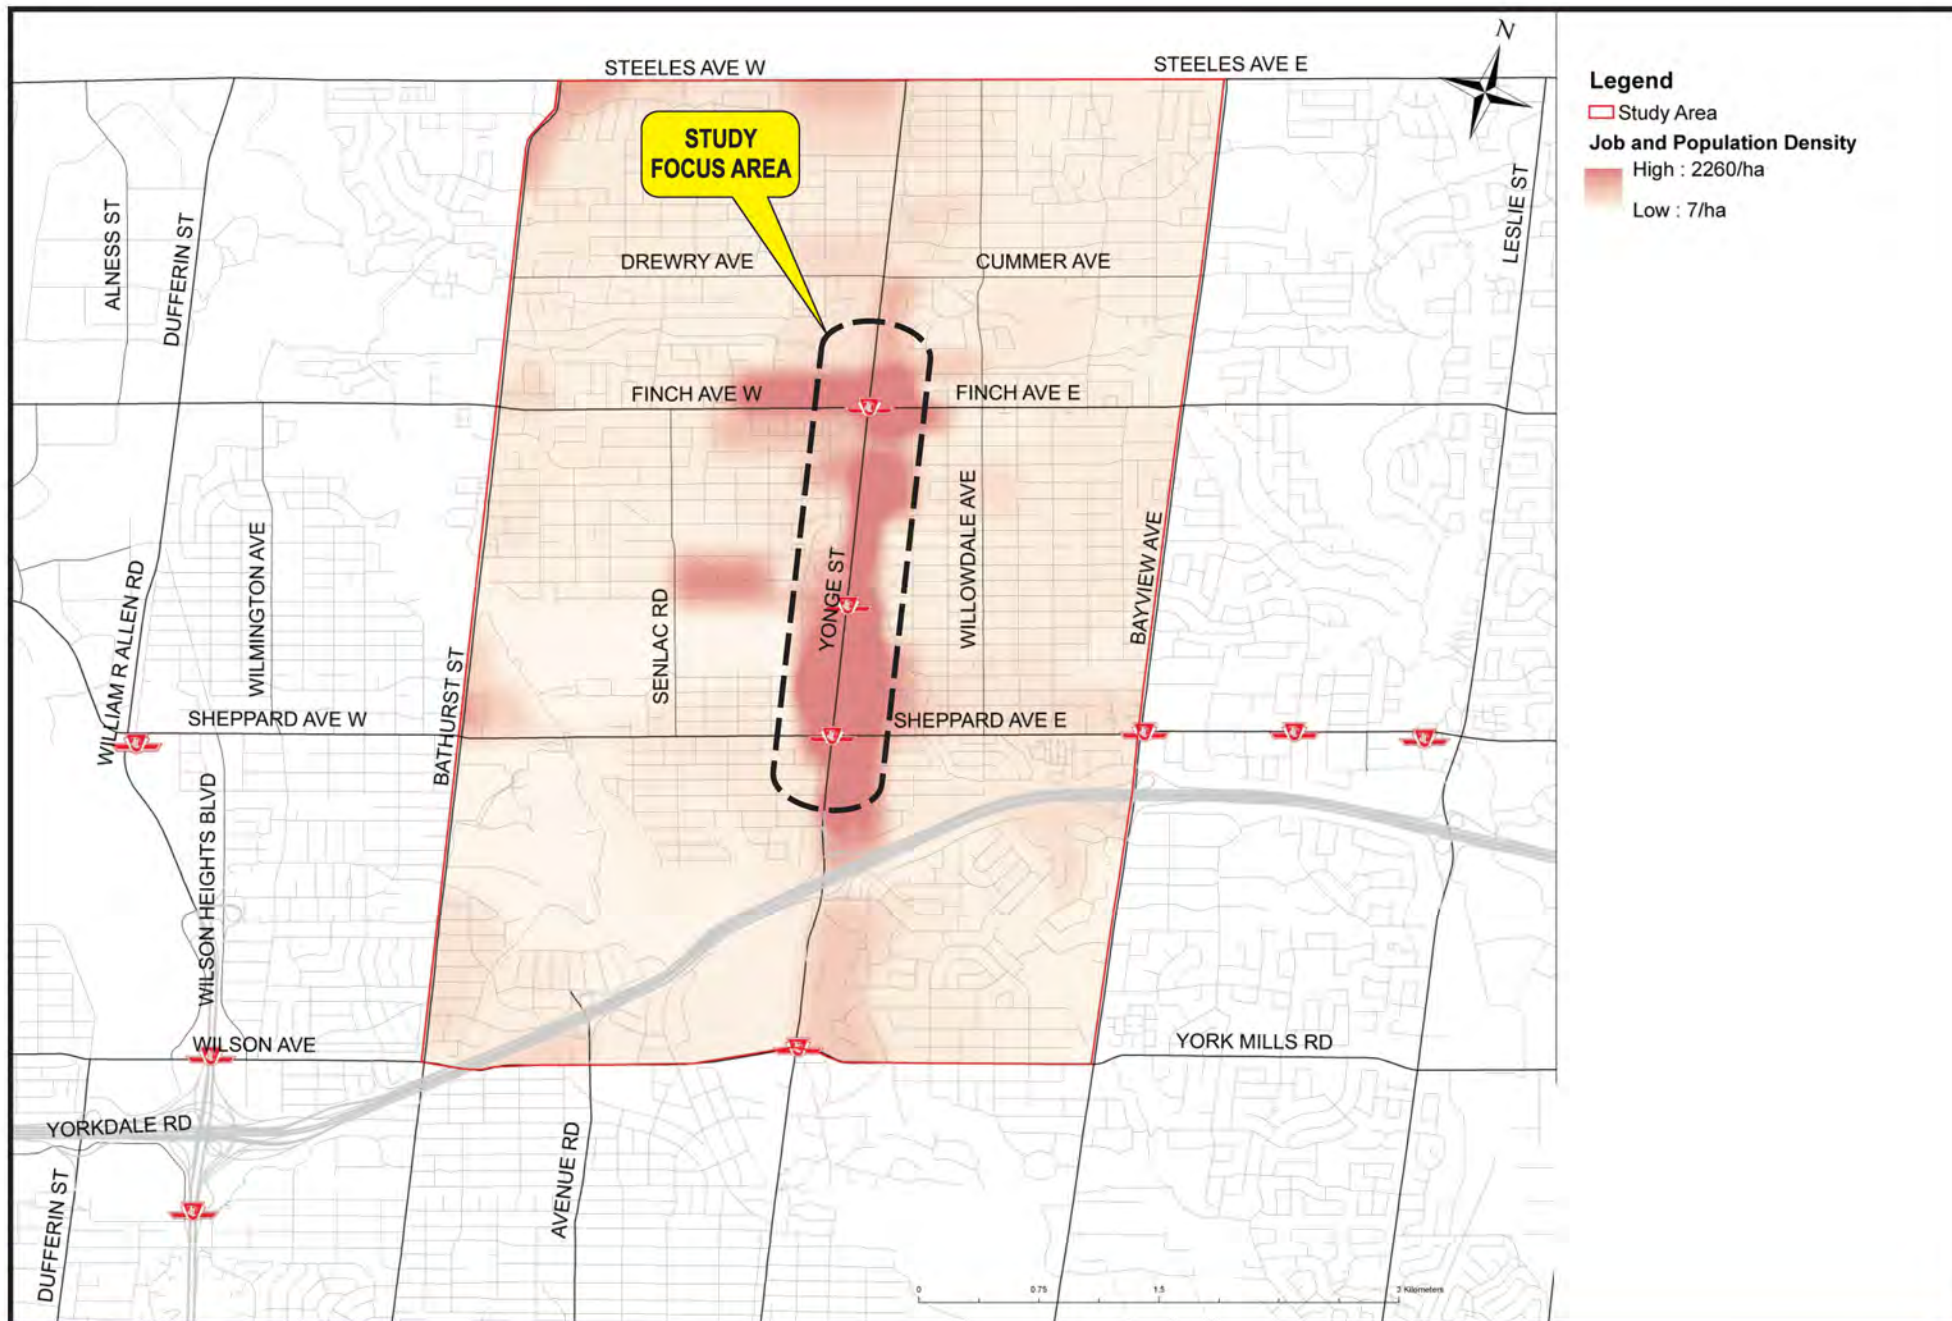 N
STEELES AVE W
STEELES AVE E
Legend
Study Area
Job and Population Density
High : 2260/ha
Low : 7/ha
STUDY
FOCUS AREA
ALNESS ST
DUFFERIN ST
LESLIE ST
DREWRY AVE
CUMMER AVE
FINCH AVE W
FINCH AVE E
WILLIAM R ALLEN RD
WILMINGTON AVE
BATHURST ST
SENLAC RD
YONGE ST
WILLOWDALE AVE
BAYVIEW AVE
SHEPPARD AVE W
SHEPPARD AVE E
WILSON HEIGHTS BLVD
WILSON AVE
YORK MILLS RD
YORKDALE RD
DUFFERIN ST
AVENUE RD
0 0.75 1.5 3 Kilometers